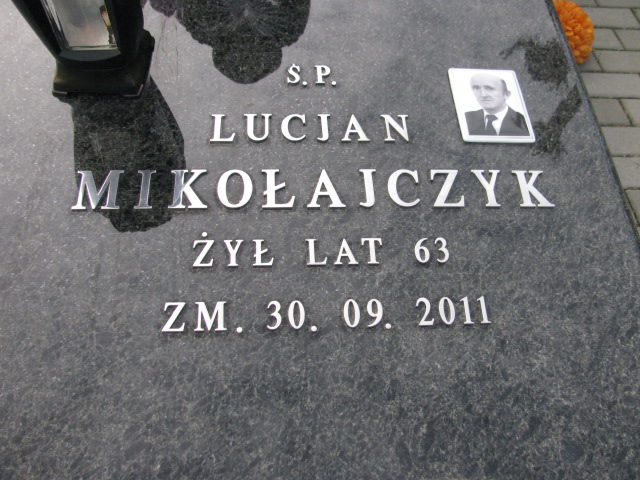 Ś.P.
LUCJAN
MIKOŁAJCZYK
ŻYŁ LAT 63
ZM. 30. 09. 2011